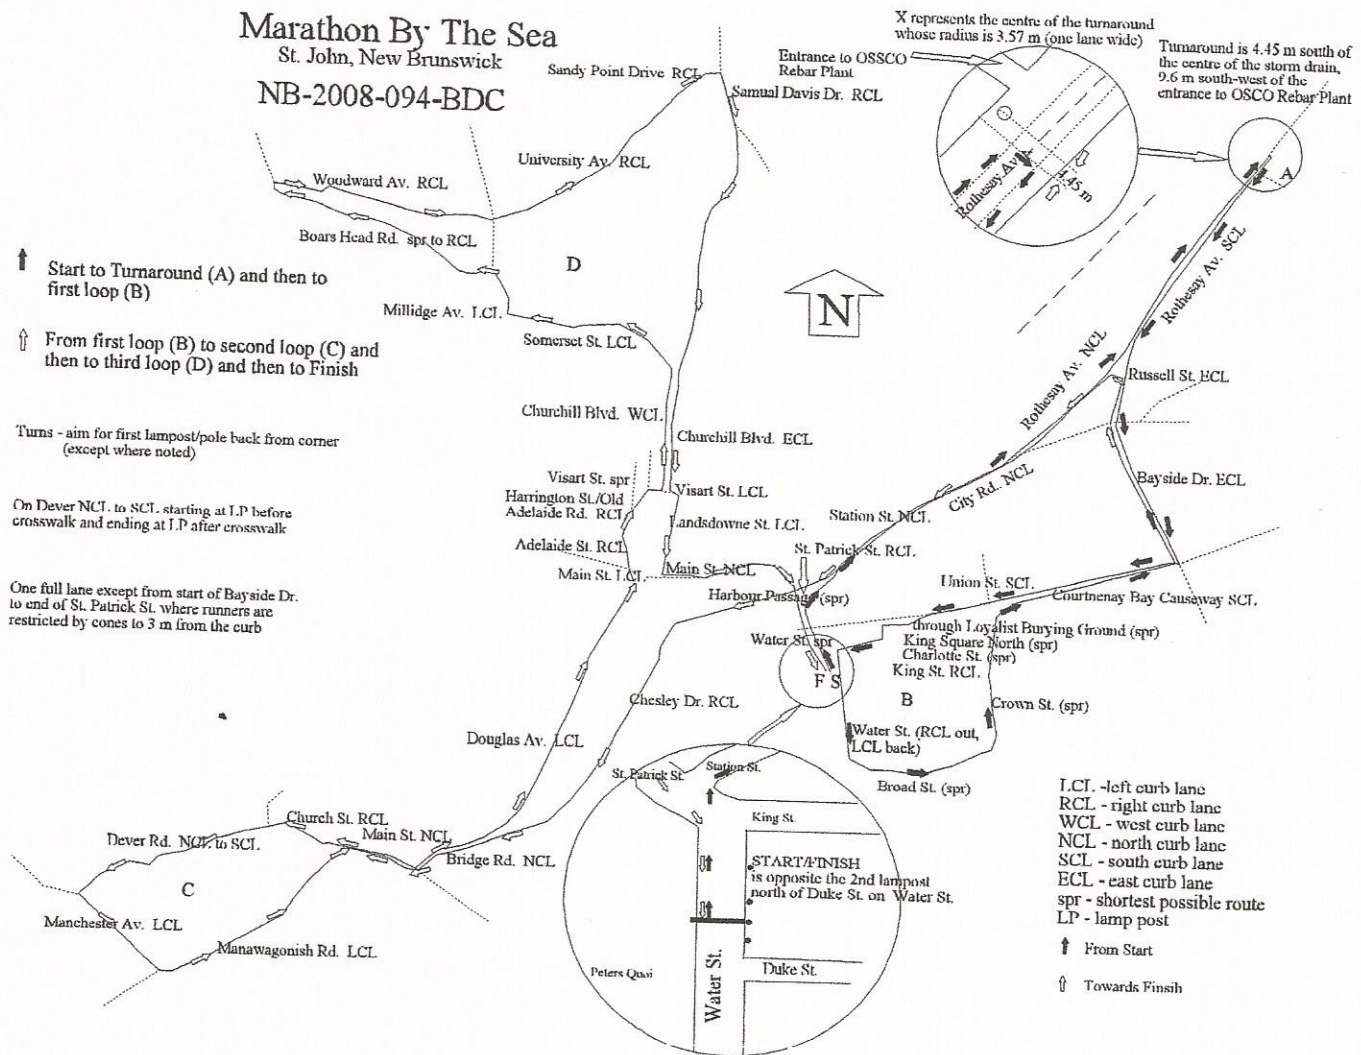 Marathon By The Sea
St. John, New Brunswick
NB-2008-094-BDC
X represents the centre of the turnaround
whose radius is 3.57 m (one lane wide)
Entrance to OSSCO
Rebar Plant
Turnaround is 4.45 m south of
the centre of the storm drain,
9.6 m south-west of the
entrance to OSCO Rebar Plant
Sandy Point Drive RCL
Samual Davis Dr. RCL
University Av. RCL
Woodward Av. RCL
Boars Head Rd. spr to RCL
Rothesay Av.
4.45 m
A
Rothesay Av. SCL
Start to Turnaround (A) and then to
first loop (B)
D
N
Millidge Av. LCL
Somerset St. LCL
From first loop (B) to second loop (C) and
then to third loop (D) and then to Finish
Rothesay Av. NCL
Russell St. ECL
Churchill Blvd. WCL
Churchill Blvd. ECL
Turns - aim for first lampost/pole back from corner
(except where noted)
Visart St. spr
Visart St. LCL
Bayside Dr. ECL
Harrington St./Old
Adelaide Rd. RCL
City Rd. NCL
On Dever NCL to SCL starting at LP before
crosswalk and ending at LP after crosswalk
Landsdowne St. LCL
Station St. NCL
Adelaide St. RCL
St. Patrick St. RCL
Main St. LCL
Main St. NCL
Union St. SCL
One full lane except from start of Bayside Dr.
to end of St. Patrick St. where runners are
restricted by cones to 3 m from the curb
Harbour Passage (spr)
Courtnenay Bay Causeway SCL
Water St. spr
through Loyalist Burying Ground (spr)
King Square North (spr)
Charlotte St. (spr)
King St. RCL
F S
B
Chesley Dr. RCL
Crown St. (spr)
Water St. (RCL out,
LCL back)
Douglas Av. LCL
Broad St. (spr)
St. Patrick St.
Station St.
King St.
LCL -left curb lane
RCL - right curb lane
WCL - west curb lane
NCL - north curb lane
SCL - south curb lane
ECL - east curb lane
spr - shortest possible route
LP - lamp post
From Start
Towards Finsih
Church St. RCL
Dever Rd. NCL to SCL
Main St. NCL
Bridge Rd. NCL
START/FINISH
is opposite the 2nd lampost
north of Duke St. on Water St.
C
Manchester Av. LCL
Manawagonish Rd. LCL
Peters Quoi
Water St.
Duke St.